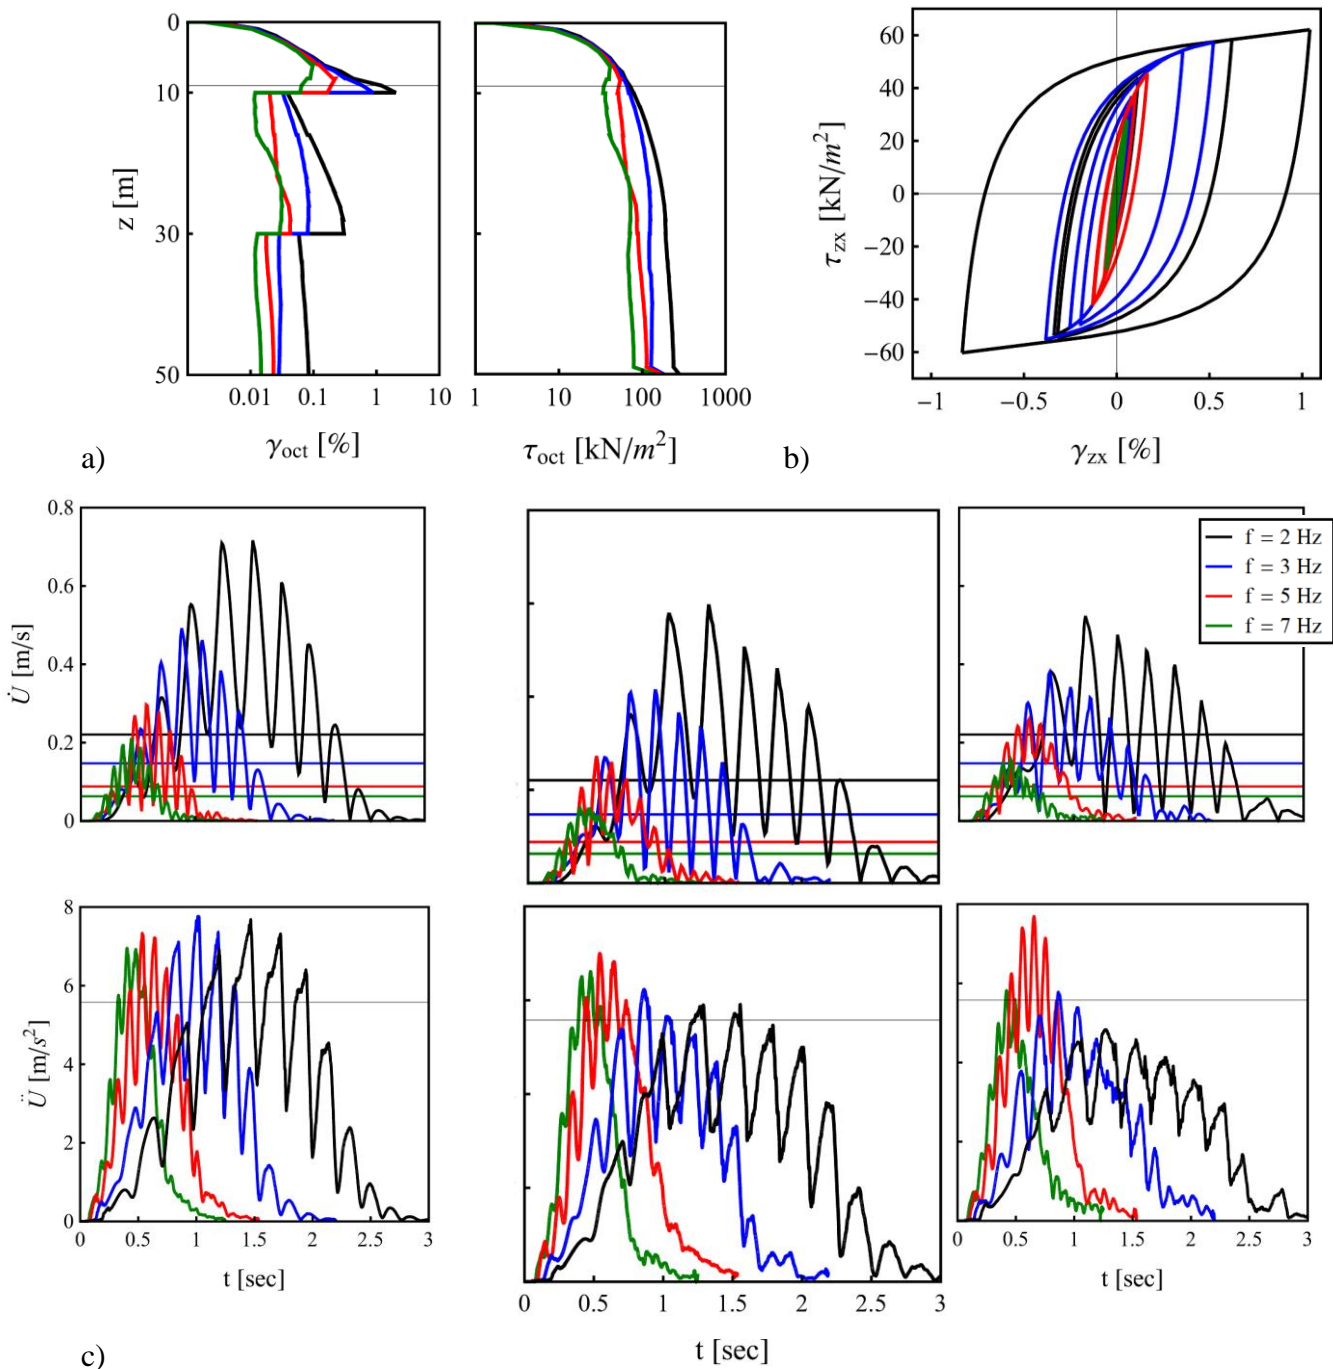 0
10
30
50
z [m]
0.01 0.1 1 10
γoct [%]
1 10 100 1000
τoct [kN/m²]
a)
60
40
20
0
−20
−40
−60
τzx [kN/m²]
−1 −0.5 0 0.5 1
γzx [%]
b)
0.8
0.6
0.4
0.2
0
U̇ [m/s]
f = 2 Hz
f = 3 Hz
f = 5 Hz
f = 7 Hz
8
6
4
2
0
Ü [m/s²]
0.5 1 1.5 2 2.5 3
t [sec]
0 0.5 1 1.5 2 2.5 3
t [sec]
0 0.5 1 1.5 2 2.5 3
t [sec]
c)